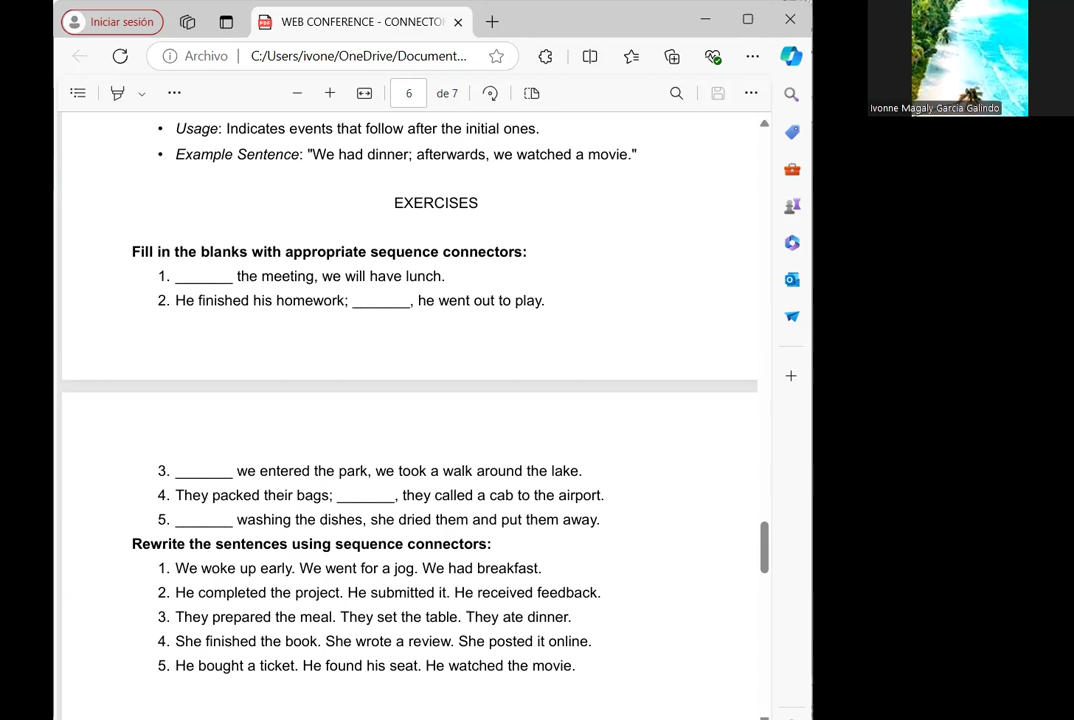 Iniciar sesión
WEB CONFERENCE - CONNECTO
Archivo
C:/Users/ivone/OneDrive/Document...
6 de 7
Ivonne Magaly García Galindo
• Usage: Indicates events that follow after the initial ones.
• Example Sentence: "We had dinner; afterwards, we watched a movie."
EXERCISES
Fill in the blanks with appropriate sequence connectors:
1. _______ the meeting, we will have lunch.
2. He finished his homework; _______, he went out to play.
3. _______ we entered the park, we took a walk around the lake.
4. They packed their bags; _______, they called a cab to the airport.
5. _______ washing the dishes, she dried them and put them away.
Rewrite the sentences using sequence connectors:
1. We woke up early. We went for a jog. We had breakfast.
2. He completed the project. He submitted it. He received feedback.
3. They prepared the meal. They set the table. They ate dinner.
4. She finished the book. She wrote a review. She posted it online.
5. He bought a ticket. He found his seat. He watched the movie.